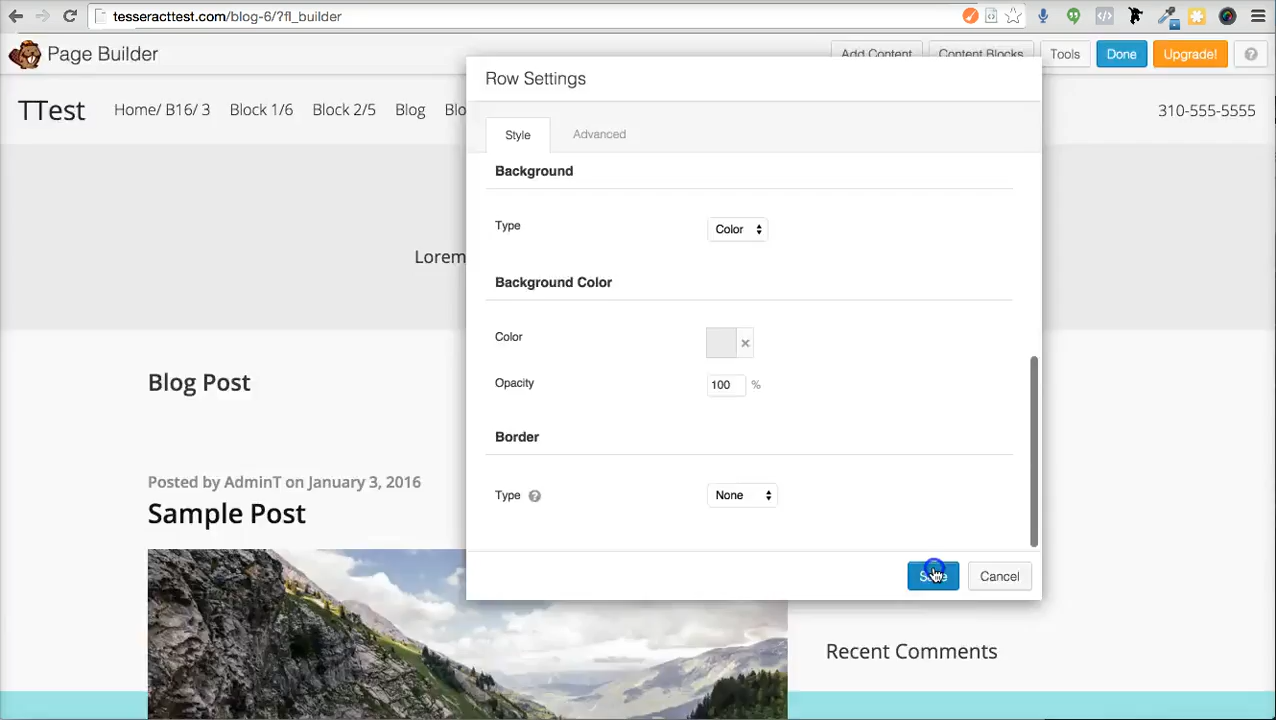 tesseracttest.com/blog-6/?fl_builder
Page Builder
Add Content
Content Blocks
Tools
Done
Upgrade!
?
TTest
Home/ B16/ 3
Block 1/6
Block 2/5
Blog
Blo
310-555-5555
Row Settings
Style
Advanced
Background
Type
Color
Background Color
Color
×
Opacity
100
%
Border
Type
?
None
Cancel
Lorem
Blog Post
Posted by AdminT on January 3, 2016
Sample Post
Recent Comments